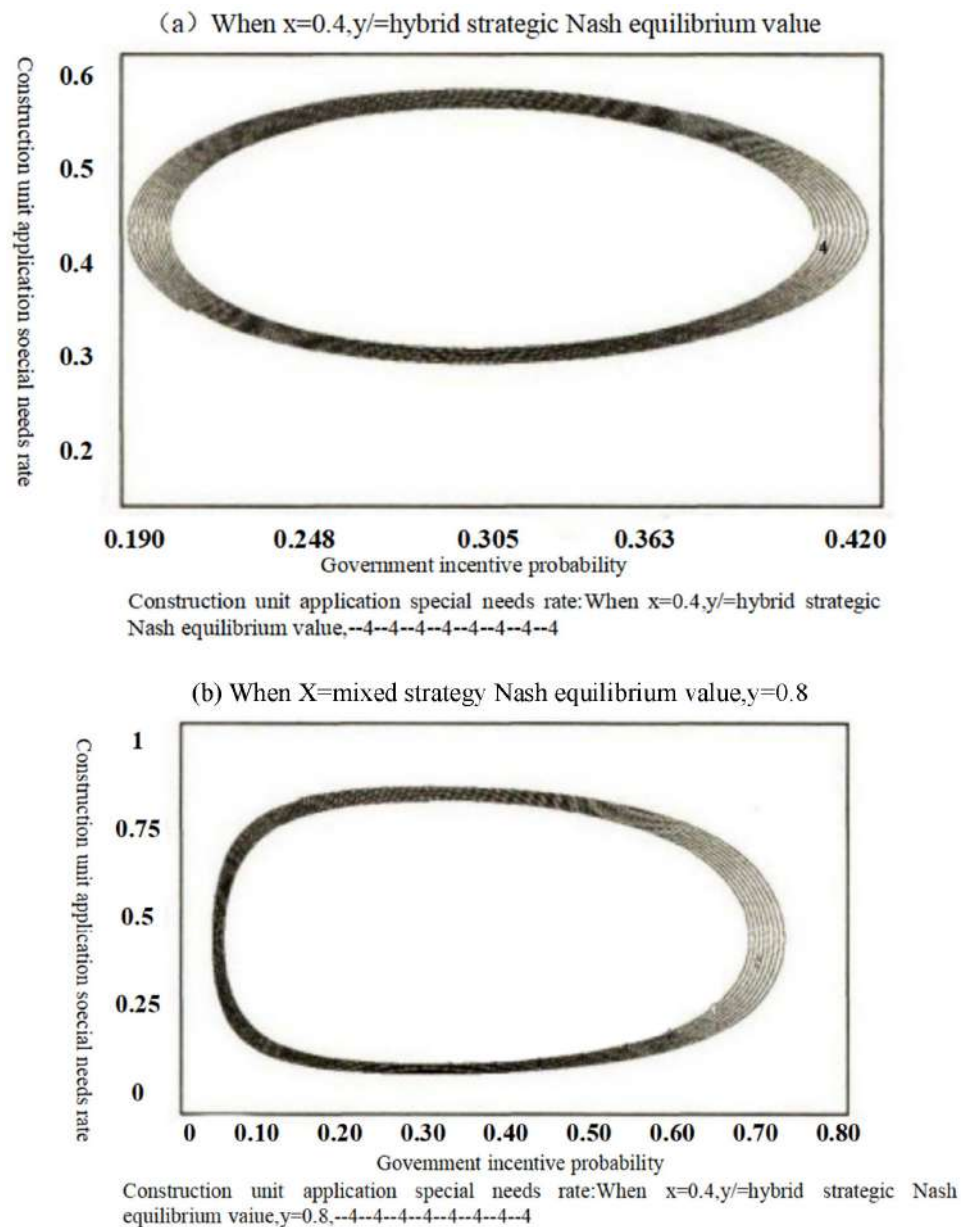 (a) When x=0.4,y/=hybrid strategic Nash equilibrium value
Construction unit application soecial needs rate
0.6
0.5
0.4
0.3
0.2
4
0.190 0.248 0.305 0.363 0.420
Government incentive probability
Construction unit application special needs rate:When x=0.4,y/=hybrid strategic
Nash equilibrium value,--4--4--4--4--4--4--4--4
(b) When X=mixed strategy Nash equilibrium value,y=0.8
Construction unit application soecial needs rate
1
0.75
0.5
0.25
0
0 0.10 0.20 0.30 0.40 0.50 0.60 0.70 0.80
Government incentive probability
Construction unit application special needs rate:When x=0.4,y/=hybrid strategic Nash
equilibrium vaiue,y=0.8,--4--4--4--4--4--4--4--4